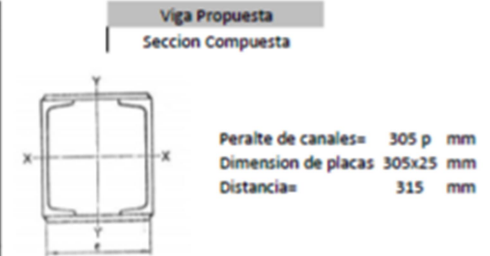 Viga Propuesta
Seccion Compuesta
Y
X X
Peralte de canales= 305 p mm
Dimension de placas 305x25 mm
Distancia= 315 mm
Y